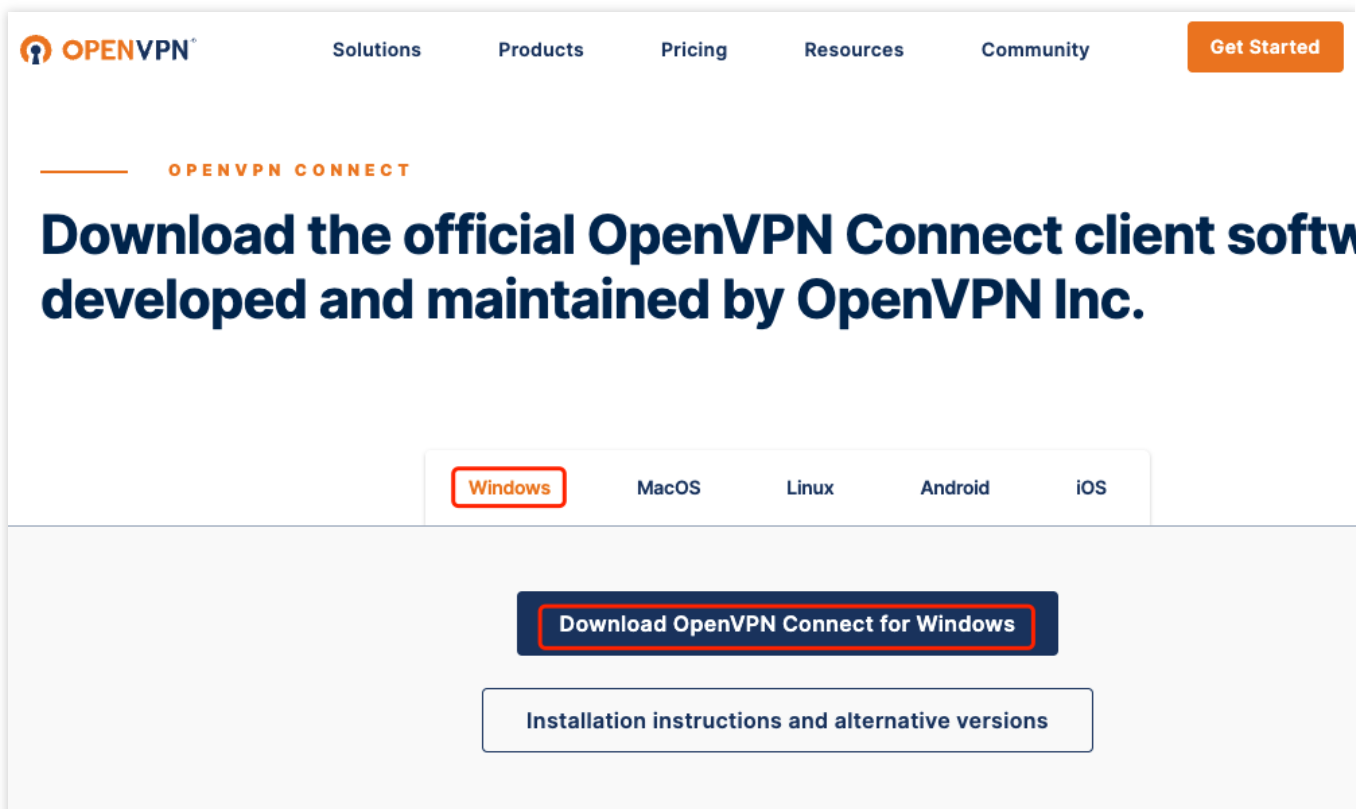 OPENVPN®
Solutions
Products
Pricing
Resources
Community
Get Started
OPENVPN CONNECT
Download the official OpenVPN Connect client softw
developed and maintained by OpenVPN Inc.
Windows
MacOS
Linux
Android
iOS
Download OpenVPN Connect for Windows
Installation instructions and alternative versions